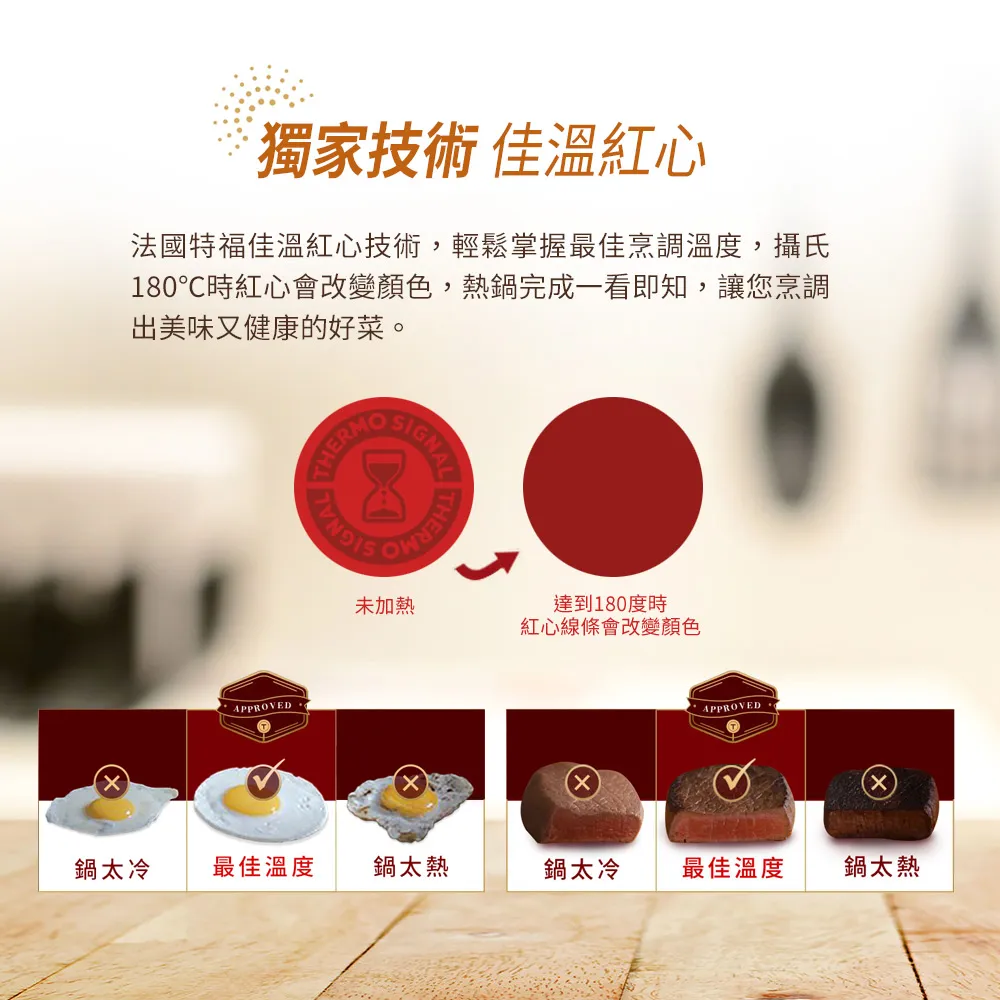 獨家技術 佳溫紅心
法國特福佳溫紅心技術，輕鬆掌握最佳烹調溫度，攝氏
180°C時紅心會改變顏色，熱鍋完成一看即知，讓您烹調
出美味又健康的好菜。
THERMO SIGNAL THERMO SIGNAL
未加熱
達到180度時
紅心線條會改變顏色
APPROVED
T
鍋太冷
最佳溫度
鍋太熱
APPROVED
T
鍋太冷
最佳溫度
鍋太熱